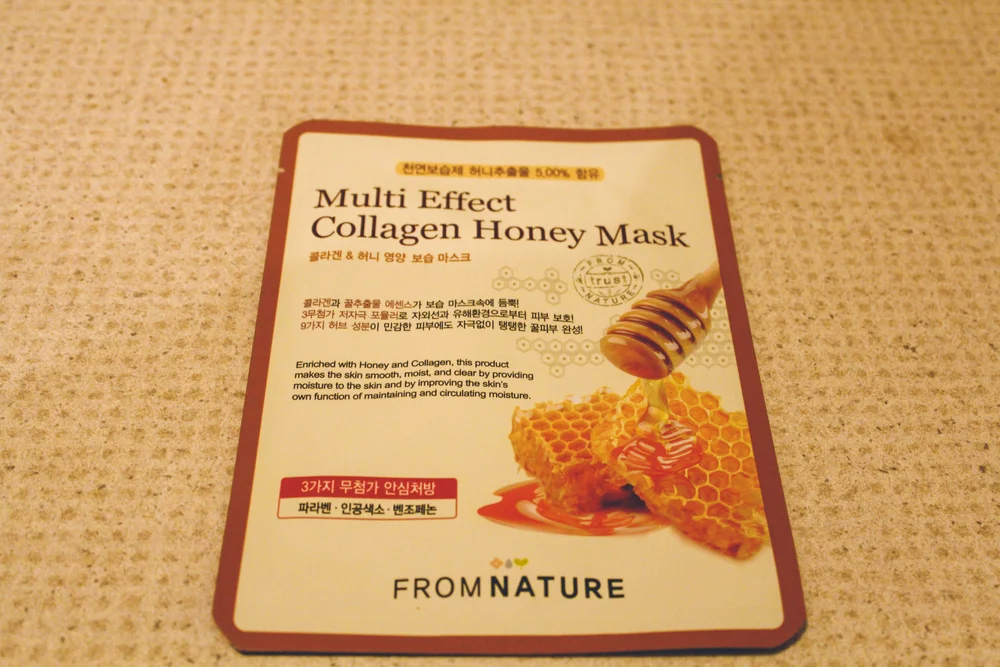 천연보습제 허니추출물 5.00% 함유
Multi Effect
Collagen Honey Mask
콜라겐 & 허니 영양 보습 마스크
FROM
trust
NATURE
콜라겐과 꿀추출물 에센스가 보습 마스크속에 듬뿍!
3무첨가 저자극 포뮬러로 자외선과 유해환경으로부터 피부 보호!
9가지 허브 성분이 민감한 피부에도 자극없이 탱탱한 꿀피부 완성!
Enriched with Honey and Collagen, this product
makes the skin smooth, moist, and clear by providing
moisture to the skin and by improving the skin's
own function of maintaining and circulating moisture.
3가지 무첨가 안심처방
파라벤 · 인공색소 · 벤조페논
FROMNATURE